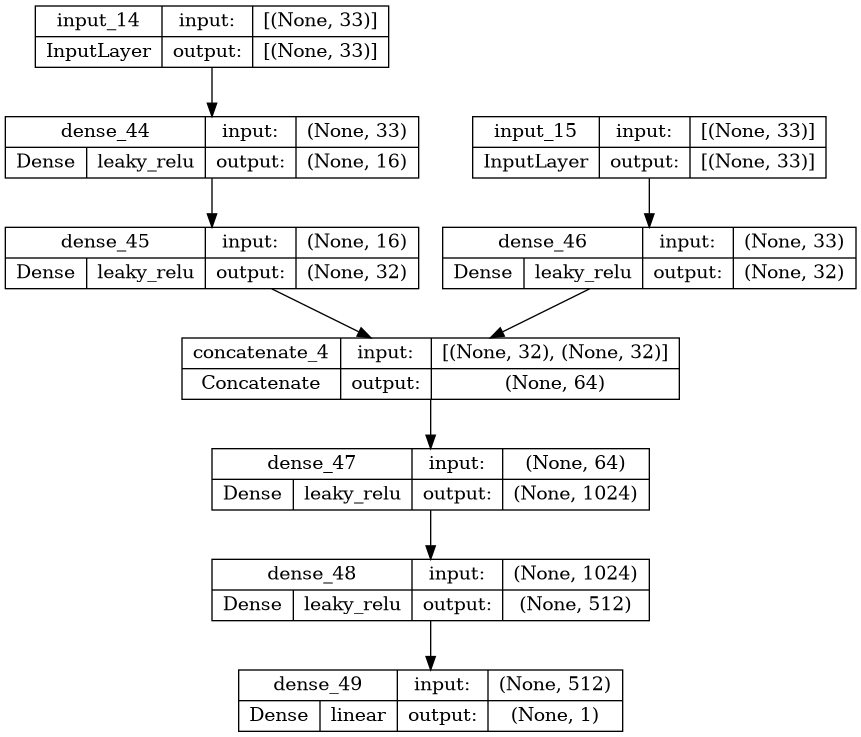 input_14 input: [(None, 33)]
InputLayer output: [(None, 33)]
dense_44 input: (None, 33)
Dense leaky_relu output: (None, 16)
input_15 input: [(None, 33)]
InputLayer output: [(None, 33)]
dense_45 input: (None, 16)
Dense leaky_relu output: (None, 32)
dense_46 input: (None, 33)
Dense leaky_relu output: (None, 32)
concatenate_4 input: [(None, 32), (None, 32)]
Concatenate output: (None, 64)
dense_47 input: (None, 64)
Dense leaky_relu output: (None, 1024)
dense_48 input: (None, 1024)
Dense leaky_relu output: (None, 512)
dense_49 input: (None, 512)
Dense linear output: (None, 1)